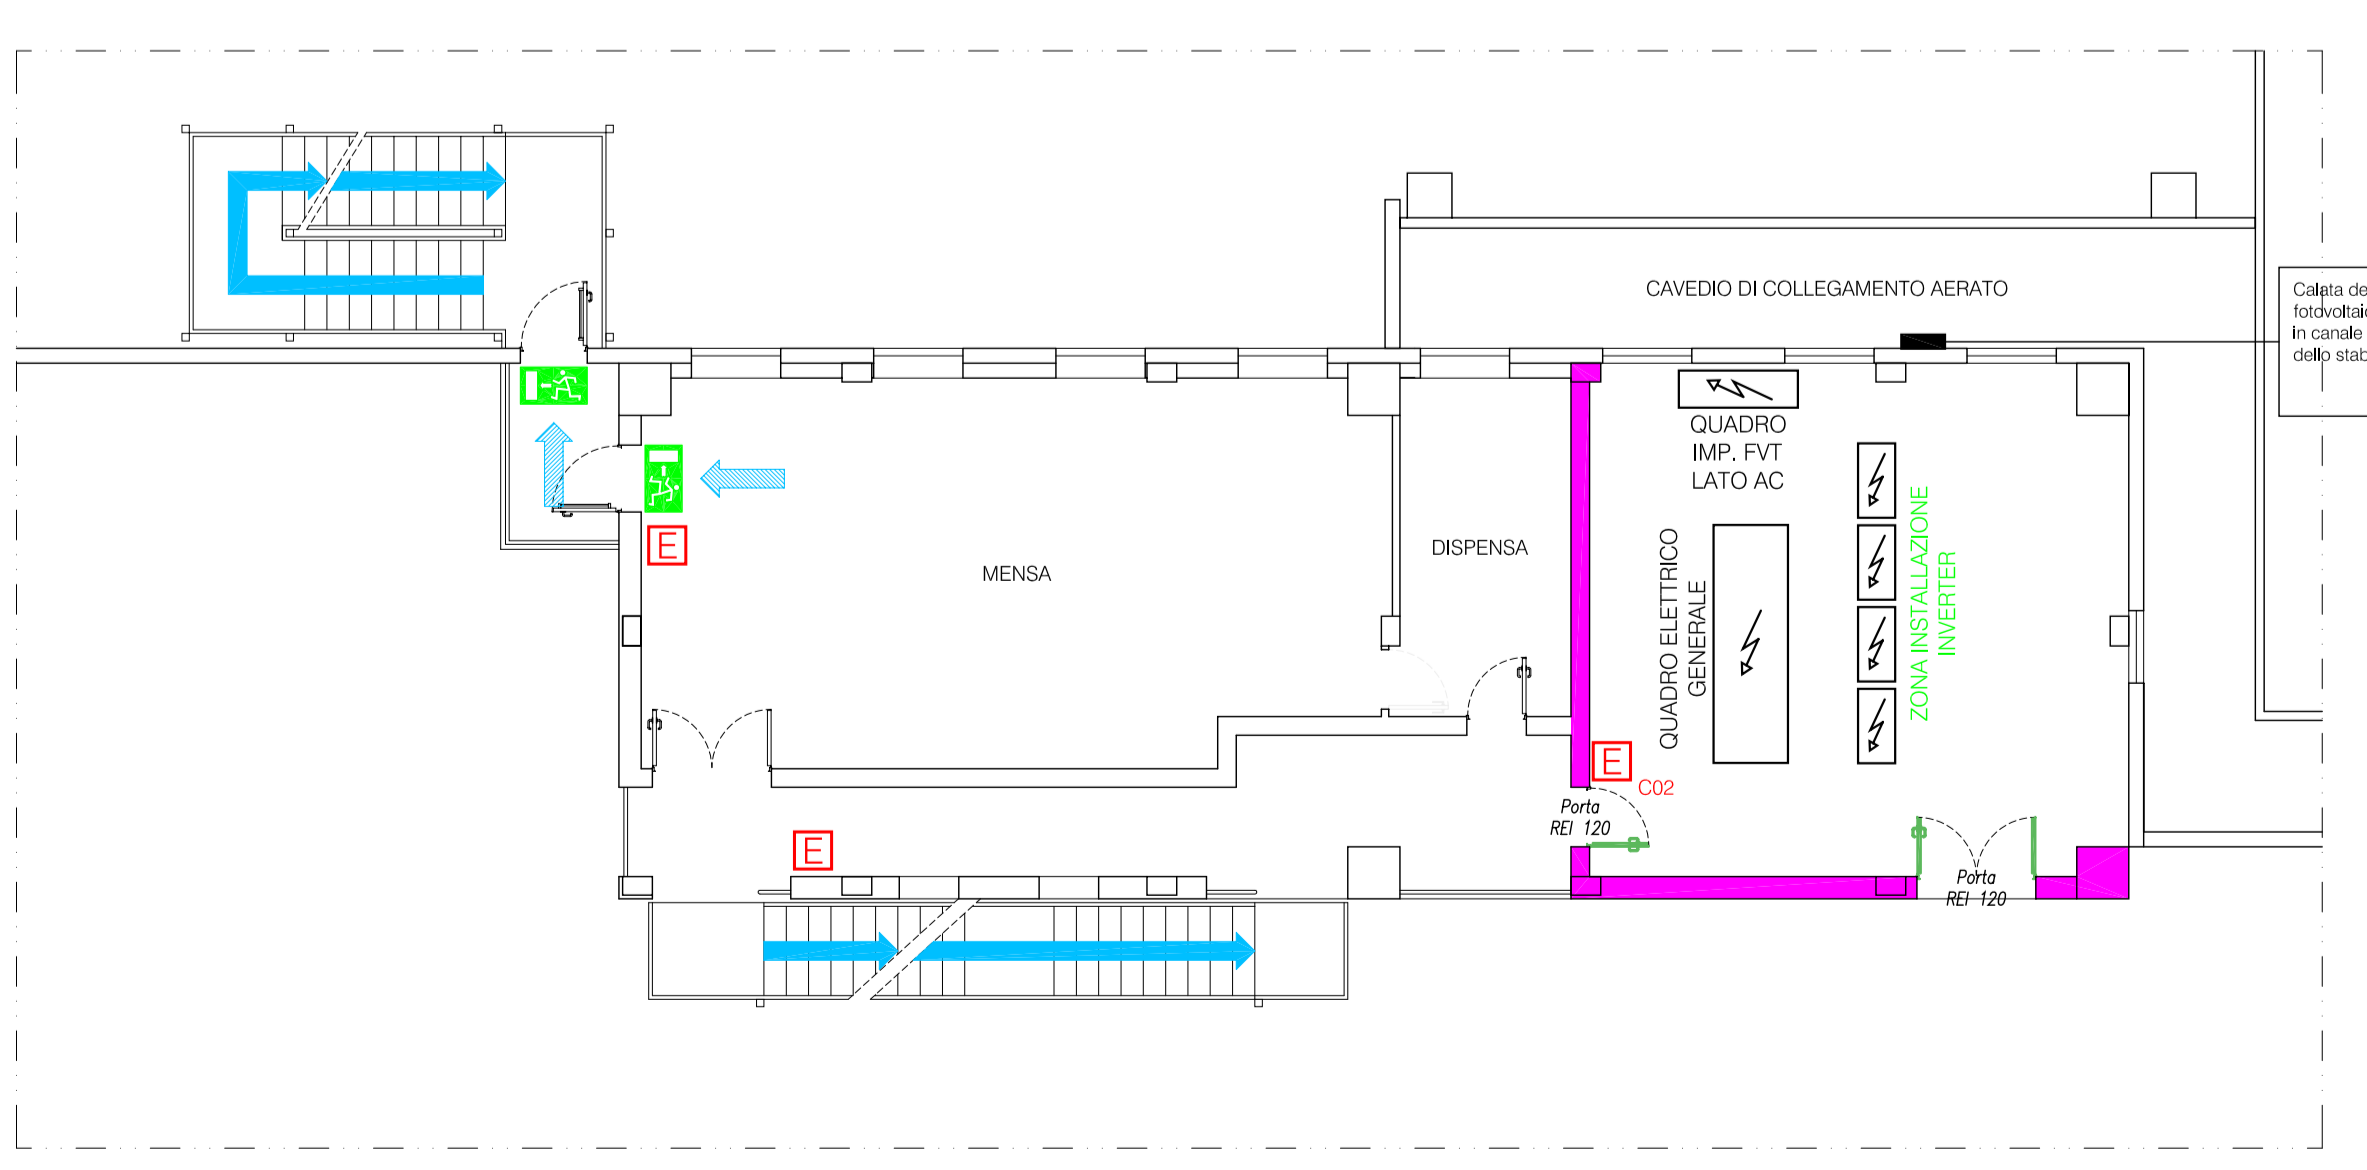 CAVEDIO DI COLLEGAMENTO AERATO
Calata de
fotovoltaic
in canale
dello stab
QUADRO
IMP. FVT
LATO AC
QUADRO ELETTRICO
GENERALE
ZONA INSTALLAZIONE
INVERTER
DISPENSA
MENSA
E
E
C02
Porta
REI 120
E
Porta
REI 120